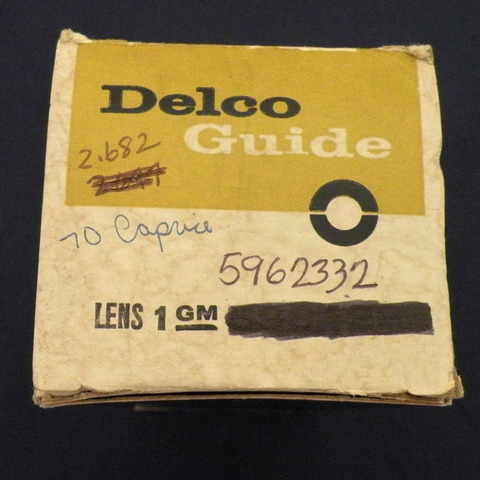 Delco
Guide
2.682
70 Caprice
5962332
LENS 1 GM